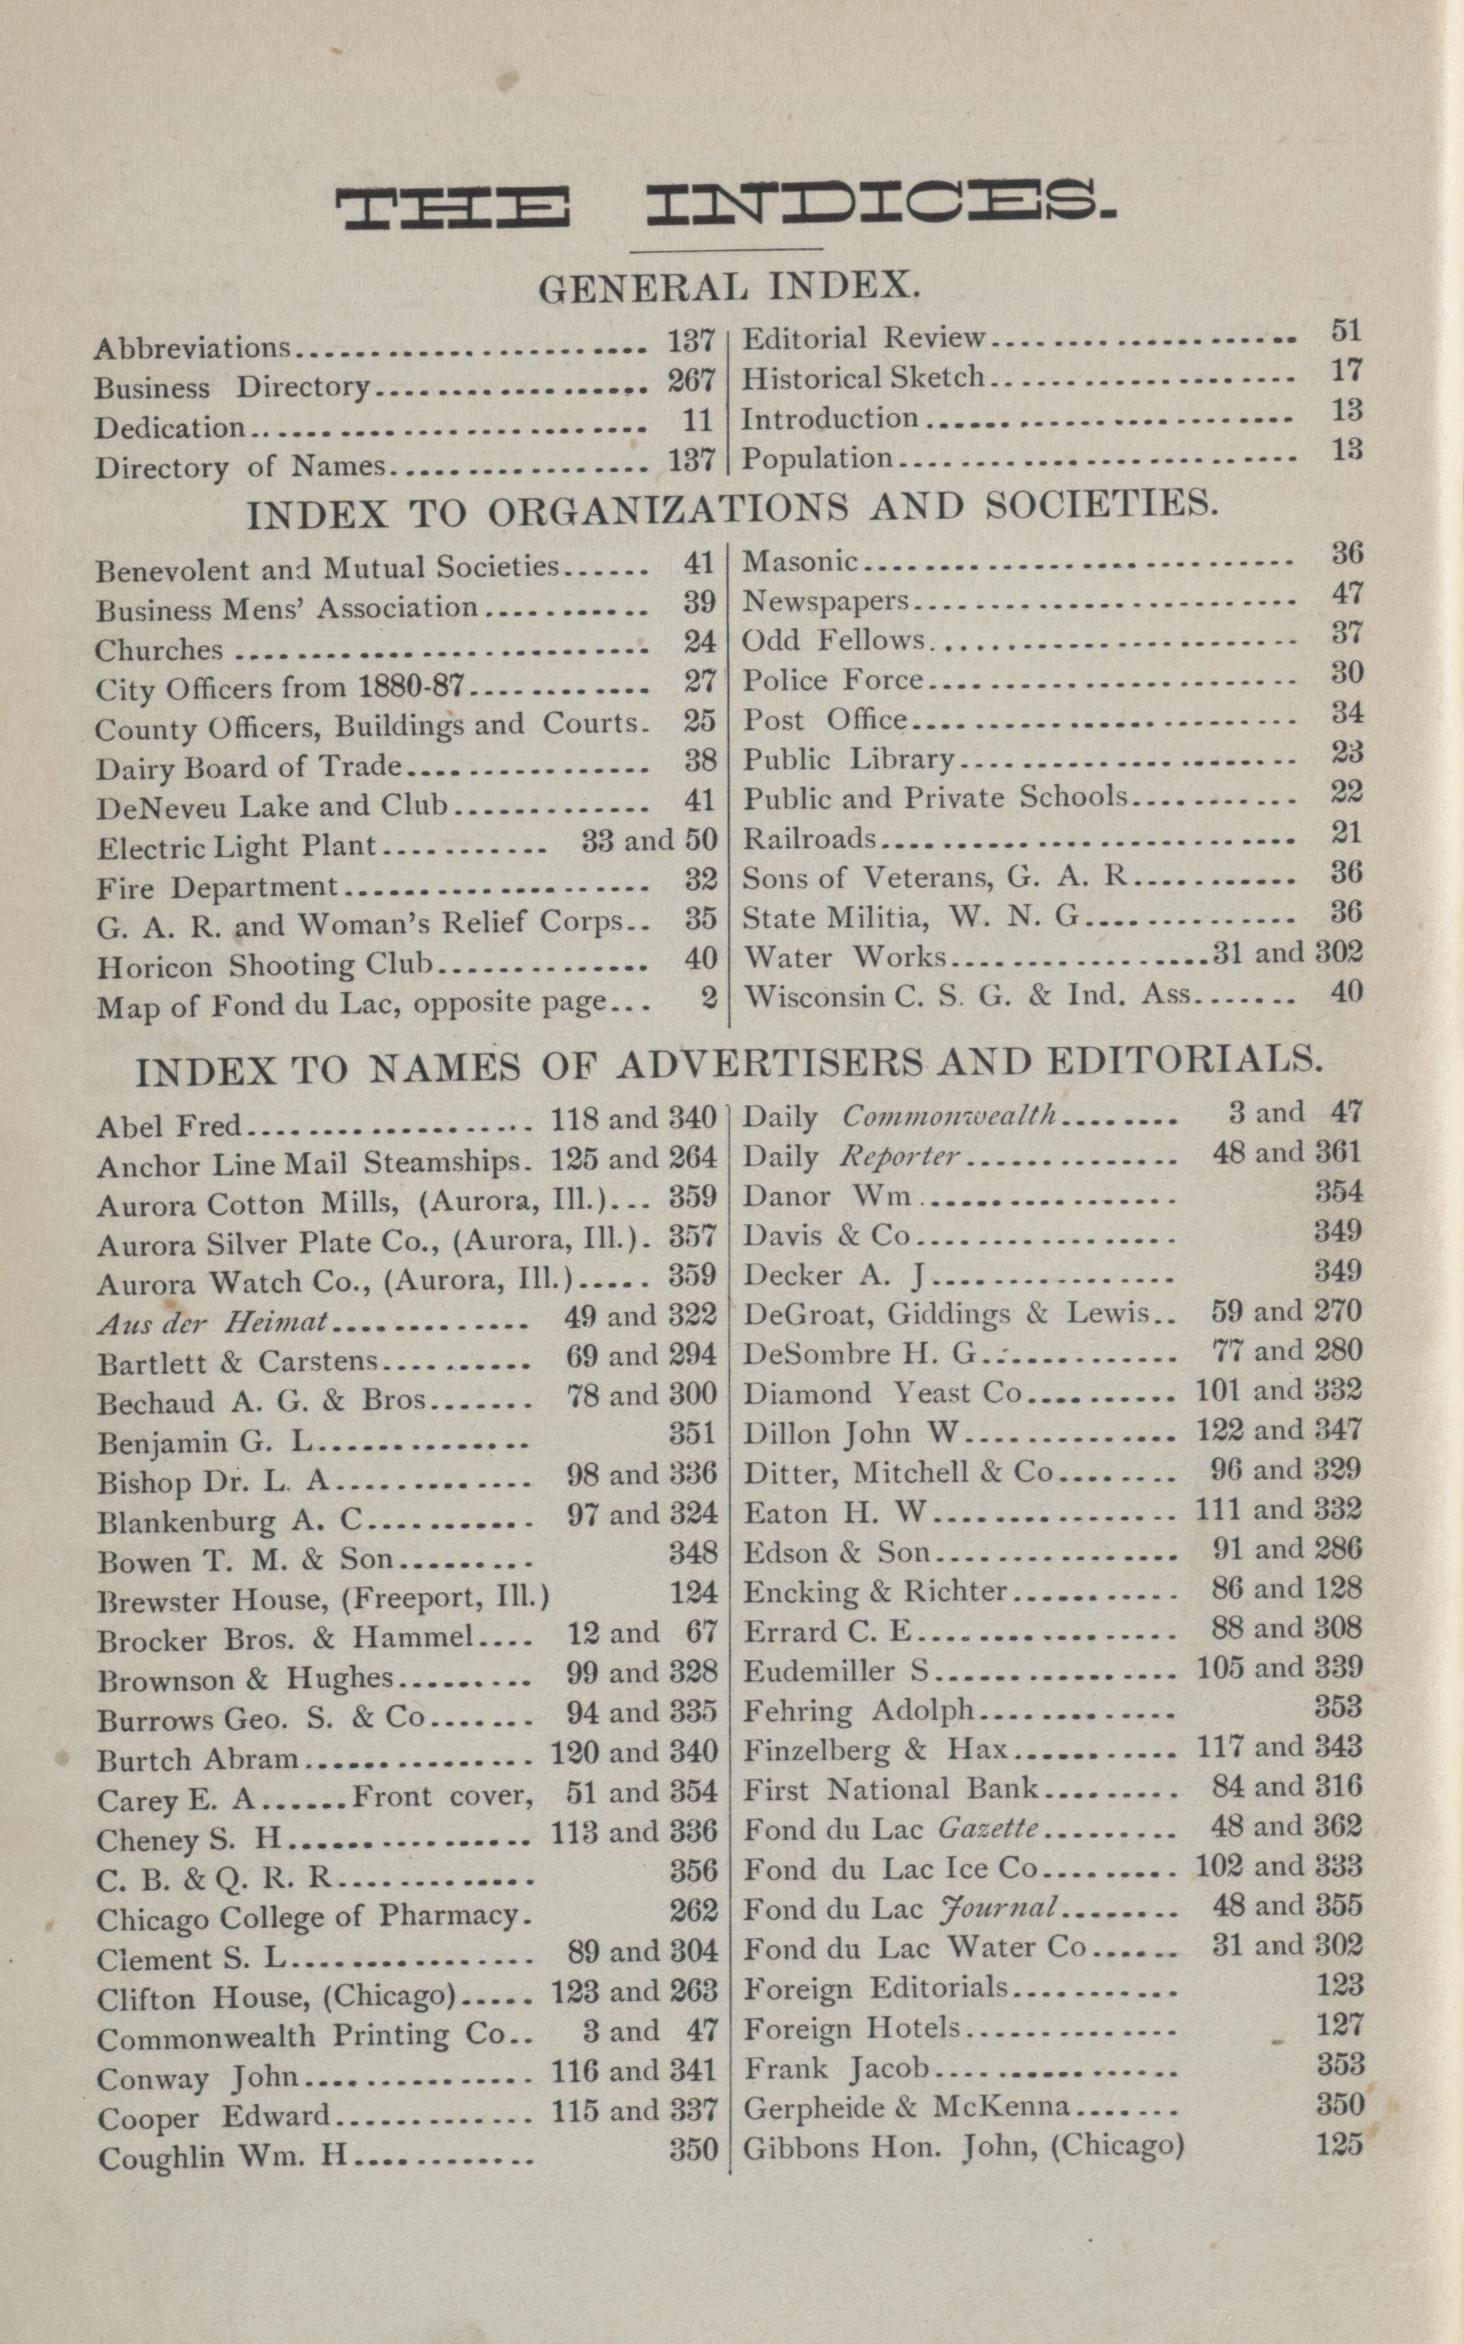 THE INDICES.
GENERAL INDEX.
Abbreviations........................ 137
Business Directory.................. 267
Dedication.......................... 11
Directory of Names................. 137
Editorial Review.................... 51
Historical Sketch.................... 17
Introduction........................ 13
Population.......................... 13
INDEX TO ORGANIZATIONS AND SOCIETIES.
Benevolent and Mutual Societies...... 41
Business Mens' Association........... 39
Churches ........................... 24
City Officers from 1880-87............ 27
County Officers, Buildings and Courts. 25
Dairy Board of Trade................ 38
DeNeveu Lake and Club............. 41
Electric Light Plant........... 33 and 50
Fire Department.................... 32
G. A. R. and Woman's Relief Corps.. 35
Horicon Shooting Club.............. 40
Map of Fond du Lac, opposite page... 2
Masonic............................ 36
Newspapers......................... 47
Odd Fellows........................ 37
Police Force........................ 30
Post Office......................... 34
Public Library...................... 23
Public and Private Schools........... 22
Railroads........................... 21
Sons of Veterans, G. A. R........... 36
State Militia, W. N. G.............. 36
Water Works.................31 and 302
Wisconsin C. S. G. & Ind. Ass....... 40
INDEX TO NAMES OF ADVERTISERS AND EDITORIALS.
Abel Fred................... 118 and 340
Anchor Line Mail Steamships. 125 and 264
Aurora Cotton Mills, (Aurora, Ill.)... 359
Aurora Silver Plate Co., (Aurora, Ill.). 357
Aurora Watch Co., (Aurora, Ill.)..... 359
Aus der Heimat............. 49 and 322
Bartlett & Carstens.......... 69 and 294
Bechaud A. G. & Bros....... 78 and 300
Benjamin G. L.............. 351
Bishop Dr. L. A............. 98 and 336
Blankenburg A. C........... 97 and 324
Bowen T. M. & Son......... 348
Brewster House, (Freeport, Ill.) 124
Brocker Bros. & Hammel.... 12 and 67
Brownson & Hughes......... 99 and 328
Burrows Geo. S. & Co....... 94 and 335
Burtch Abram............... 120 and 340
Carey E. A......Front cover, 51 and 354
Cheney S. H................ 113 and 336
C. B. & Q. R. R............. 356
Chicago College of Pharmacy. 262
Clement S. L................ 89 and 304
Clifton House, (Chicago)..... 123 and 263
Commonwealth Printing Co.. 3 and 47
Conway John............... 116 and 341
Cooper Edward............. 115 and 337
Coughlin Wm. H............ 350
Daily Commonwealth........ 3 and 47
Daily Reporter.............. 48 and 361
Danor Wm................. 354
Davis & Co................. 349
Decker A. J................ 349
DeGroat, Giddings & Lewis.. 59 and 270
DeSombre H. G............. 77 and 280
Diamond Yeast Co.......... 101 and 332
Dillon John W.............. 122 and 347
Ditter, Mitchell & Co........ 96 and 329
Eaton H. W................ 111 and 332
Edson & Son................ 91 and 286
Encking & Richter........... 86 and 128
Errard C. E................. 88 and 308
Eudemiller S................ 105 and 339
Fehring Adolph............. 353
Finzelberg & Hax........... 117 and 343
First National Bank......... 84 and 316
Fond du Lac Gazette......... 48 and 362
Fond du Lac Ice Co......... 102 and 333
Fond du Lac Journal........ 48 and 355
Fond du Lac Water Co...... 31 and 302
Foreign Editorials........... 123
Foreign Hotels.............. 127
Frank Jacob................ 353
Gerpheide & McKenna....... 350
Gibbons Hon. John, (Chicago) 125